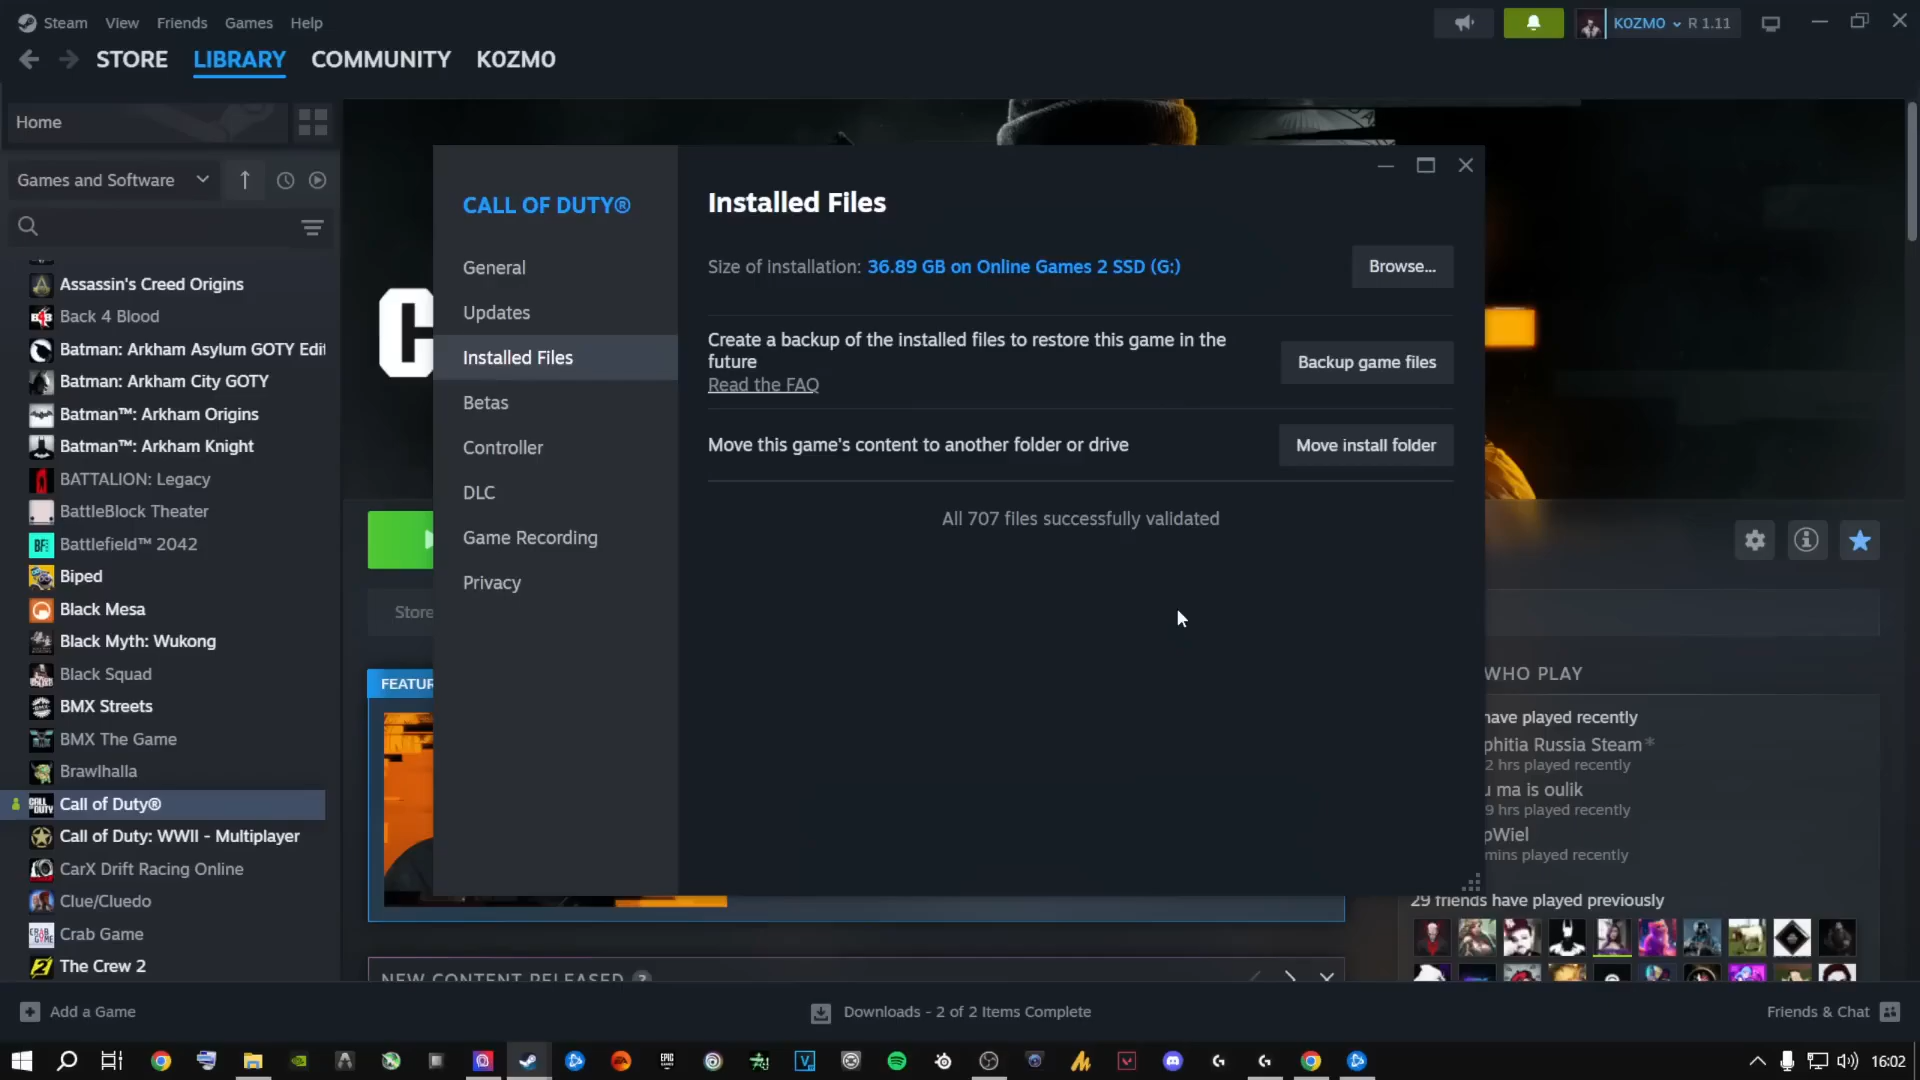 Steam View Friends Games Help
K0ZM0 R 1.11
STORE LIBRARY COMMUNITY K0ZM0
Home
Games and Software
Assassin's Creed Origins
Back 4 Blood
Batman: Arkham Asylum GOTY Edit
Batman: Arkham City GOTY
Batman™: Arkham Origins
Batman™: Arkham Knight
BATTALION: Legacy
BattleBlock Theater
Battlefield™ 2042
Biped
Black Mesa
Black Myth: Wukong
Black Squad
BMX Streets
BMX The Game
Brawlhalla
Call of Duty®
Call of Duty: WWII - Multiplayer
CarX Drift Racing Online
Clue/Cluedo
Crab Game
The Crew 2
CALL OF DUTY®
General
Updates
Installed Files
Betas
Controller
DLC
Game Recording
Privacy
Installed Files
Size of installation: 36.89 GB on Online Games 2 SSD (G:)
Browse...
Create a backup of the installed files to restore this game in the
future
Read the FAQ
Backup game files
Move this game's content to another folder or drive
Move install folder
All 707 files successfully validated
Store
FEATUR
WHO PLAY
have played recently
phitia Russia Steam*
2 hrs played recently
u ma is oulik
9 hrs played recently
pWiel
mins played recently
29 friends have played previously
NEW CONTENT RELEASED ?
Add a Game
Downloads - 2 of 2 Items Complete
Friends & Chat
16:02